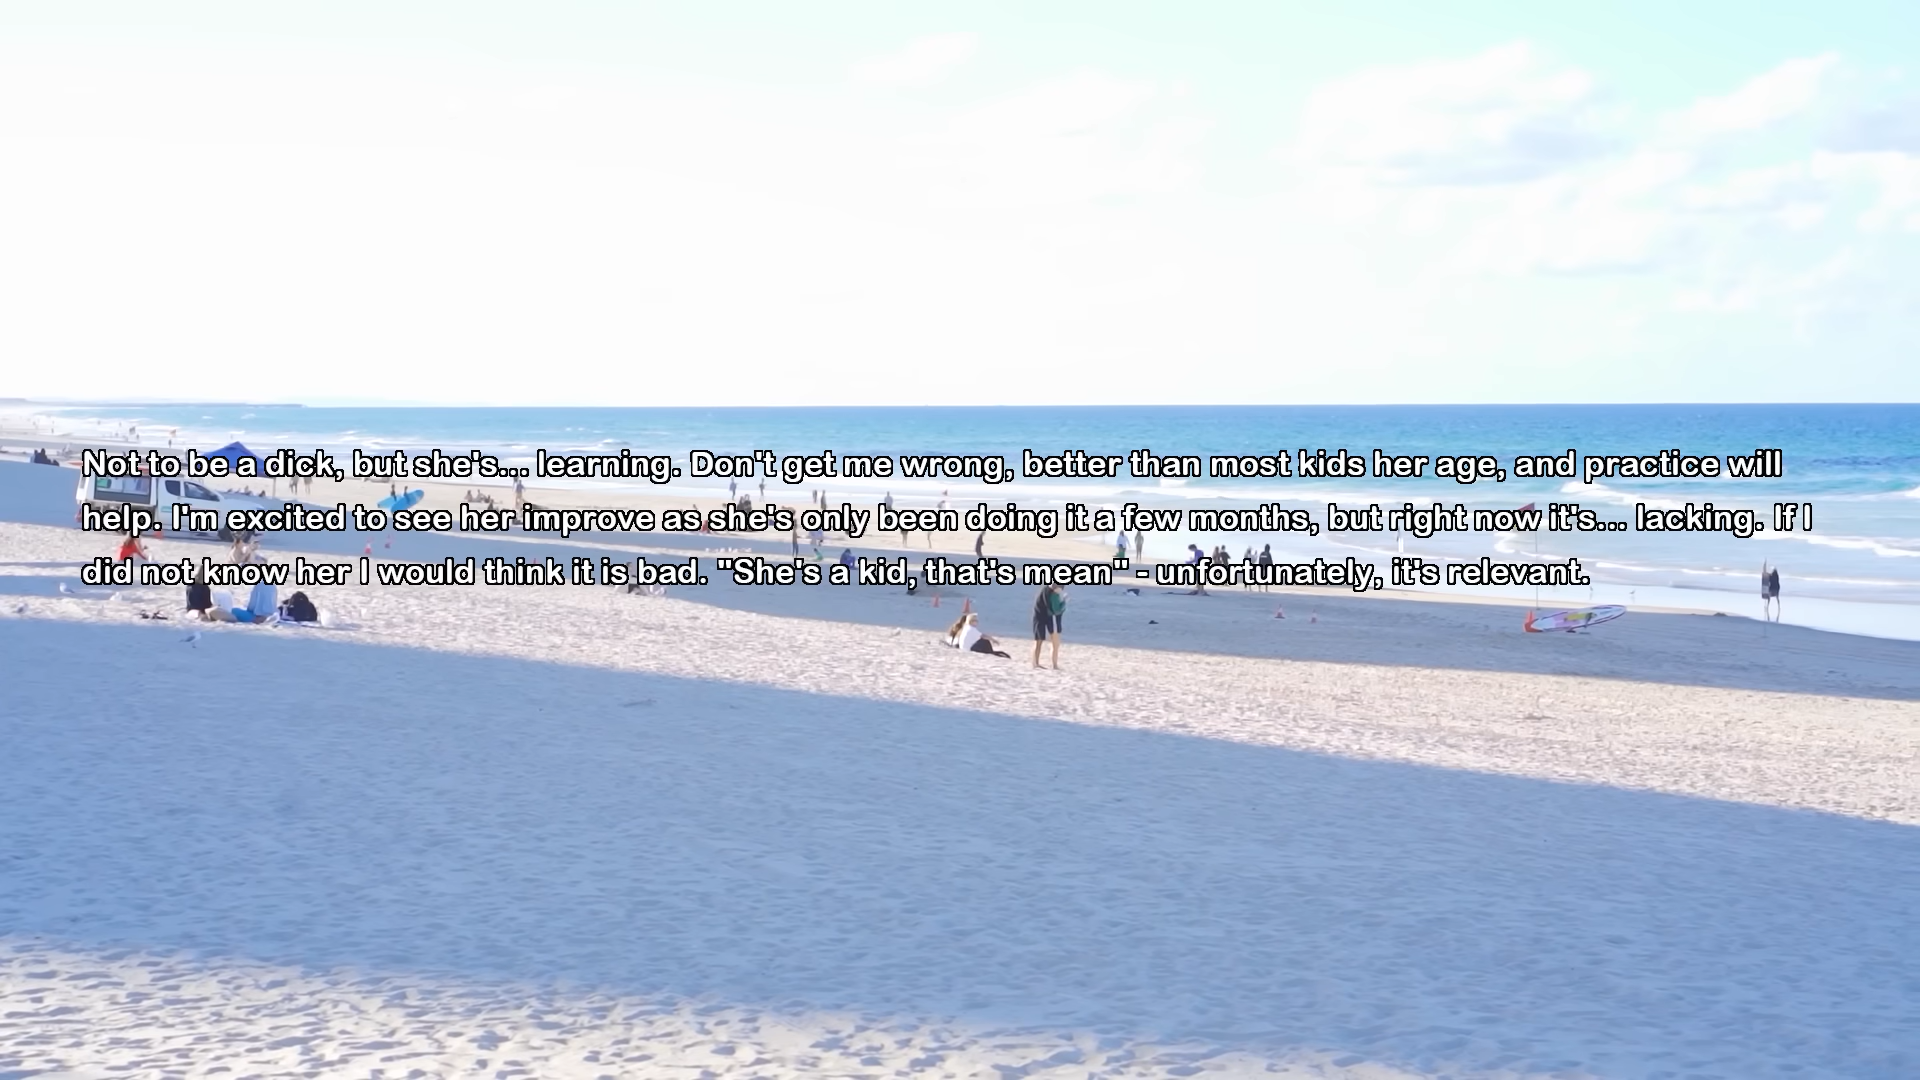 Not to be a dick, but she's... learning. Don't get me wrong, better than most kids her age, and practice will
help. I'm excited to see her improve as she's only been doing it a few months, but right now it's... lacking. If I
did not know her I would think it is bad. "She's a kid, that's mean" - unfortunately, it's relevant.